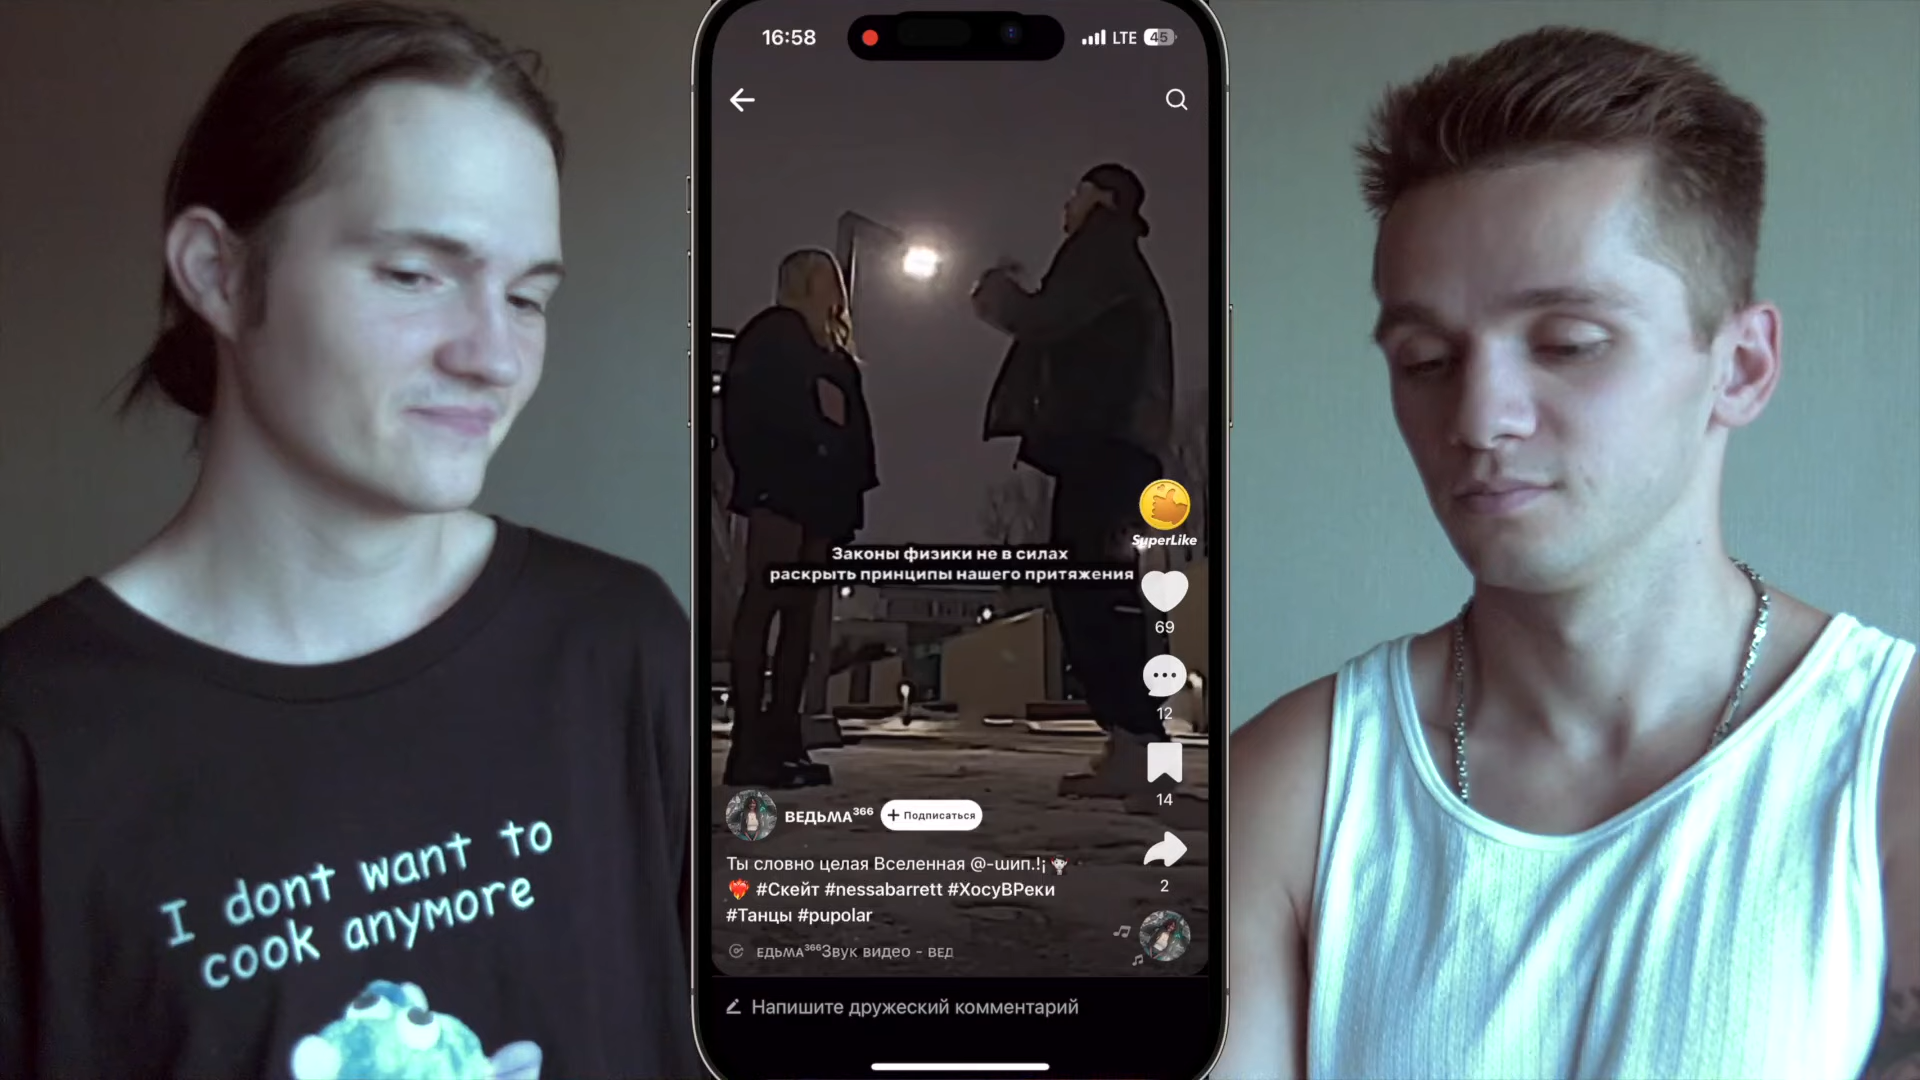 16:58
LTE
45
SuperLike
Законы физики не в силах
раскрыть принципы нашего притяжения
69
12
14
2
ВЕДЬМА³⁶⁶
+ Подписаться
Ты словно целая Вселенная @-шип.!¡
#Скейт #nessabarrett #ХосуВРеки
#Танцы #pupolar
ЕДЬМА³⁶⁶Звук видео - ВЕД
Напишите дружеский комментарий
I dont want to
cook anymore